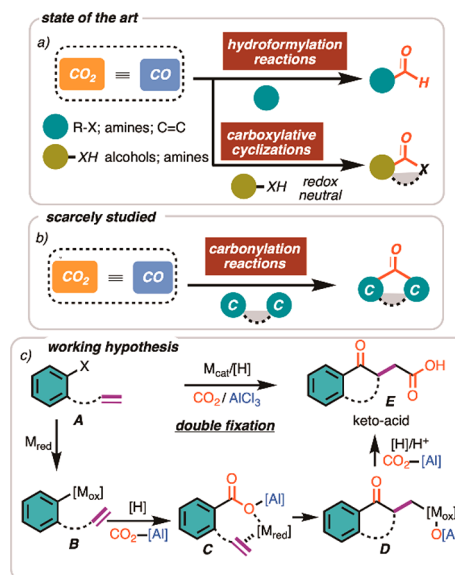 state of the art
a)
hydroformylation
reactions
CO2 ≡ CO
O
H
R-X; amines; C=C
XH alcohols; amines
carboxylative
cyclizations
XH redox
neutral
O
X
scarcely studied
b)
CO2 ≡ CO
carbonylation
reactions
C C
O
C C
working hypothesis
c)
X
A
Mcat/[H]
CO2/ AlCl3
double fixation
O
OH
O
E
keto-acid
Mred
[H]/H+
CO2—[Al]
[Mox]
B
[H]
CO2—[Al]
O
O
[Al]
[Mred]
C
O
[Mox]
D